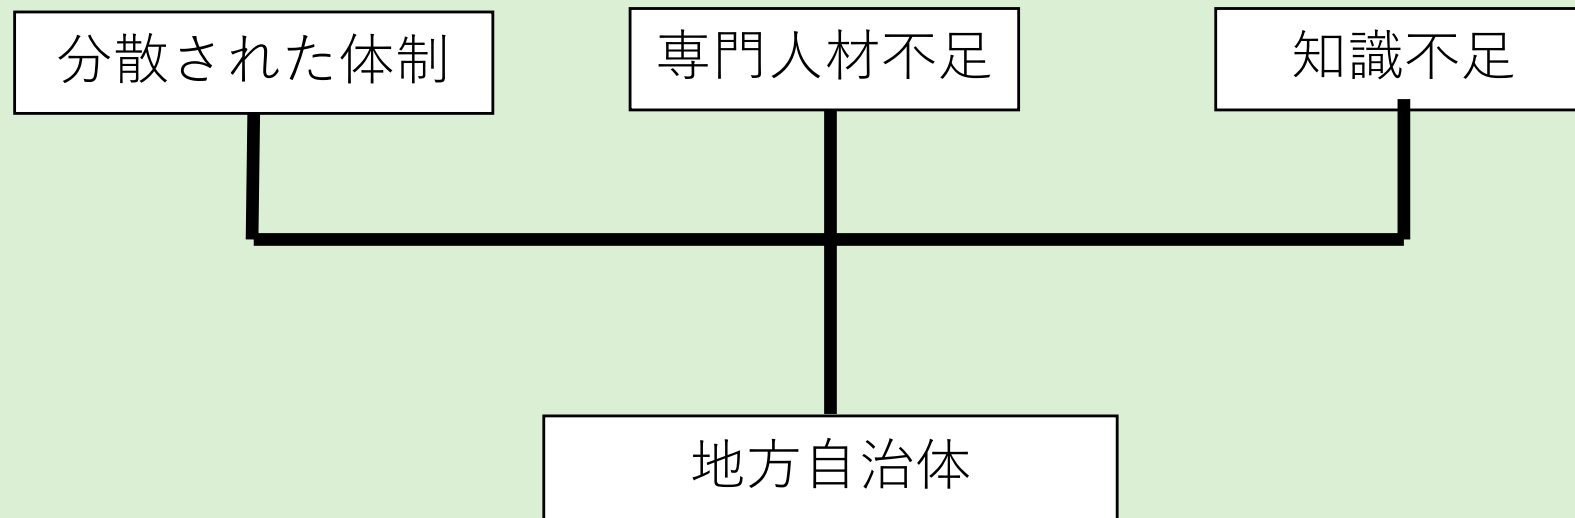 分散された体制
専門人材不足
知識不足
地方自治体